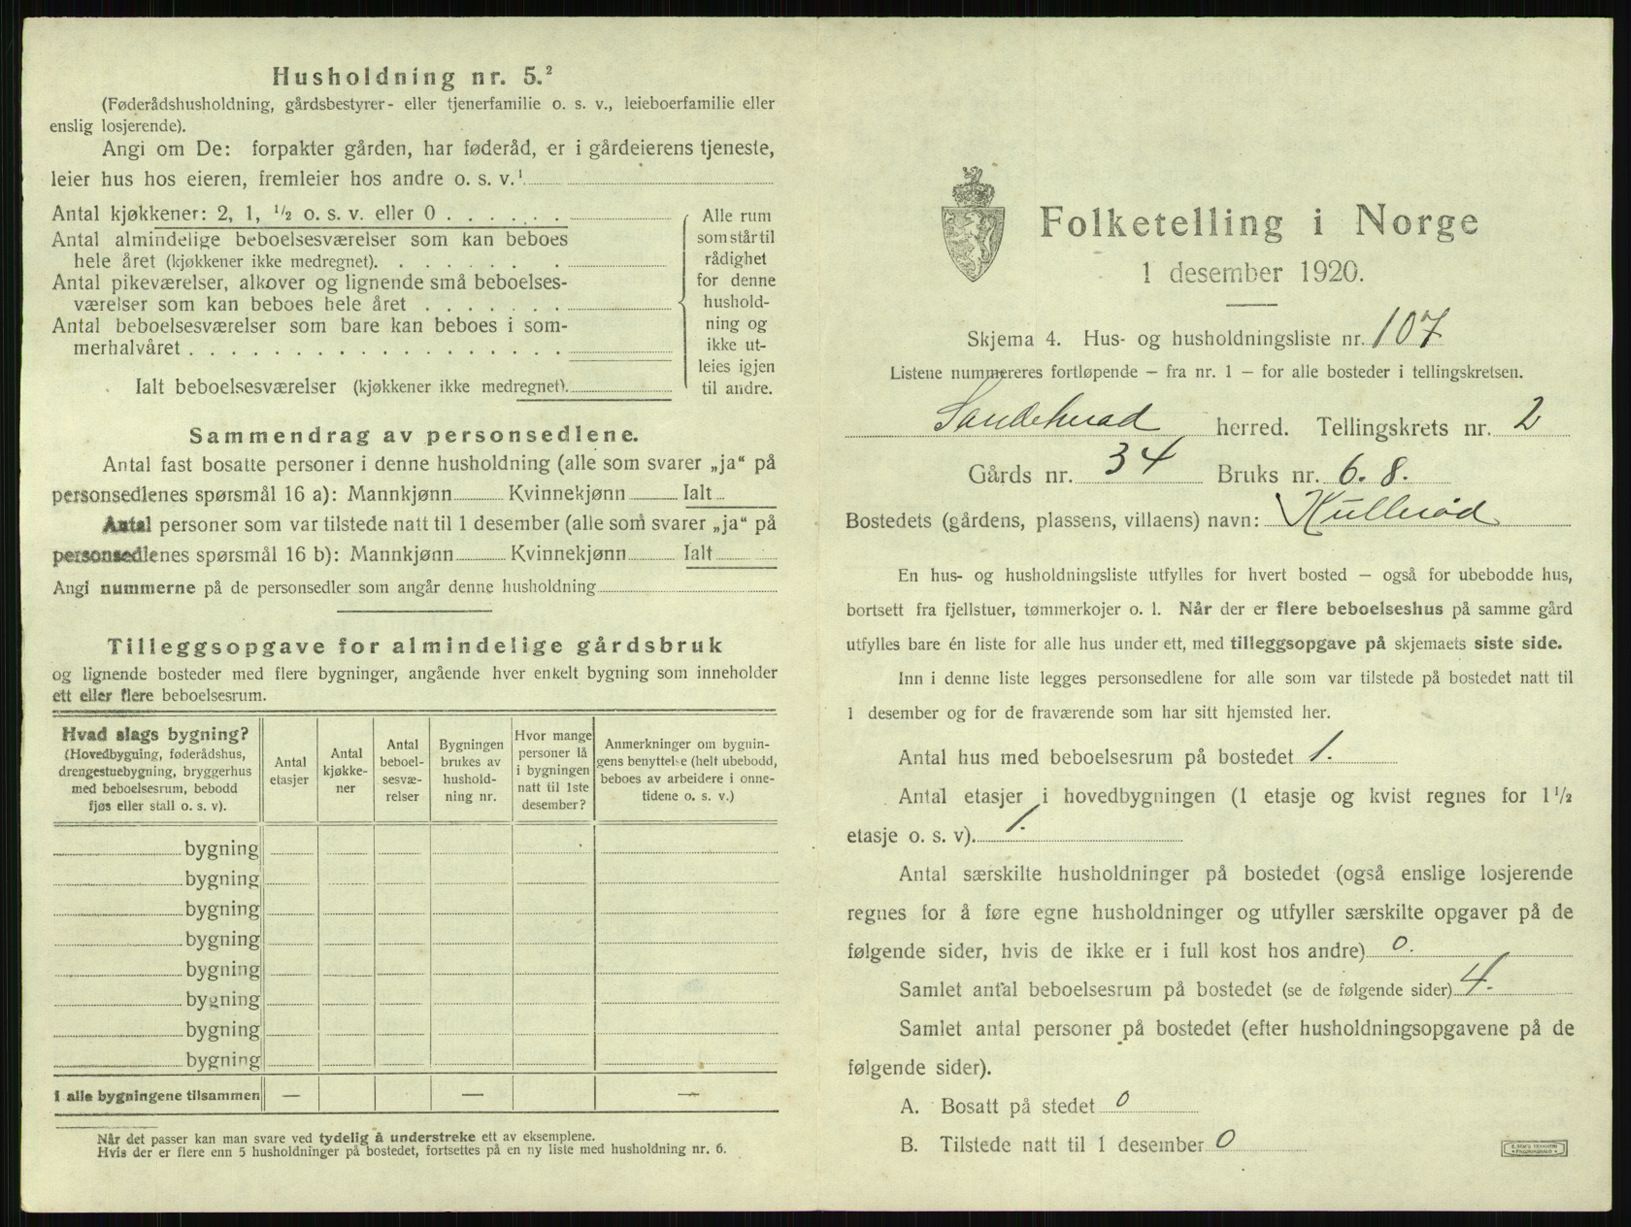 Husholdning nr. 5.²
(Føderådshusholdning, gårdsbestyrer- eller tjenerfamilie o. s. v., leieboerfamilie eller
enslig losjerende).
Angi om De: forpakter gården, har føderåd, er i gårdeierens tjeneste,
leier hus hos eieren, fremleier hos andre o. s. v.¹
Antal kjøkkener: 2, 1, ½ o. s. v. eller 0
Antal almindelige beboelsesværelser som kan beboes
hele året (kjøkkener ikke medregnet).
Antal pikeværelser, alkover og lignende små beboelses-
værelser som kan beboes hele året
Antal beboelsesværelser som bare kan beboes i som-
merhalvåret
Ialt beboelsesværelser (kjøkkener ikke medregnet).
Alle rum
som står til
rådighet
for denne
hushold-
ning og
ikke ut-
leies igjen
til andre.
Sammendrag av personsedlene.
Antal fast bosatte personer i denne husholdning (alle som svarer „ja“ på
personsedlenes spørsmål 16 a): Mannkjønn Kvinnekjønn Ialt
Antal personer som var tilstede natt til 1 desember (alle som svarer „ja“ på
personsedlenes spørsmål 16 b): Mannkjønn Kvinnekjønn Ialt
Angi nummerne på de personsedler som angår denne husholdning
Tilleggsopgave for almindelige gårdsbruk
og lignende bosteder med flere bygninger, angående hver enkelt bygning som inneholder
ett eller flere beboelsesrum.
Hvad slags bygning?
(Hovedbygning, føderådshus,
drengestuebygning, bryggerhus
med beboelsesrum, bebodd
fjøs eller stall o. s. v).
Antal
etasjer
Antal
kjøkke-
ner
Antal
beboel-
sesvæ-
relser
Bygningen
brukes av
hushold-
ning nr.
Hvor mange
personer lå
i bygningen
natt til 1ste
desember?
Anmerkninger om bygnin-
gens benyttelse (helt ubebodd,
beboes av arbeidere i onne-
tidene o. s. v.)
bygning
bygning
bygning
bygning
bygning
bygning
bygning
bygning
I alle bygningene tilsammen — — —
Når det passer kan man svare ved tydelig å understreke ett av eksemplene.
Hvis der er flere enn 5 husholdninger på bostedet, fortsettes på en ny liste med husholdning nr. 6.
Folketelling i Norge
1 desember 1920.
Skjema 4. Hus- og husholdningsliste nr. 107
Listene nummereres fortløpende — fra nr. 1 — for alle bosteder i tellingskretsen.
Sandeherad herred. Tellingskrets nr. 2
Gårds nr. 34 Bruks nr. 6. 8.
Bostedets (gårdens, plassens, villaens) navn: Kullerød
En hus- og husholdningsliste utfylles for hvert bosted — også for ubebodde hus,
bortsett fra fjellstuer, tømmerkojer o. l. Når der er flere beboelseshus på samme gård
utfylles bare én liste for alle hus under ett, med tilleggsopgave på skjemaets siste side.
Inn i denne liste legges personsedlene for alle som var tilstede på bostedet natt til
1 desember og for de fraværende som har sitt hjemsted her.
Antal hus med beboelsesrum på bostedet 1.
Antal etasjer i hovedbygningen (1 etasje og kvist regnes for 1½
etasje o. s. v). 1.
Antal særskilte husholdninger på bostedet (også enslige losjerende
regnes for å føre egne husholdninger og utfyller særskilte opgaver på de
følgende sider, hvis de ikke er i full kost hos andre) 0.
Samlet antal beboelsesrum på bostedet (se de følgende sider) 4.
Samlet antal personer på bostedet (efter husholdningsopgavene på de
følgende sider).
A. Bosatt på stedet 0
B. Tilstede natt til 1 desember 0